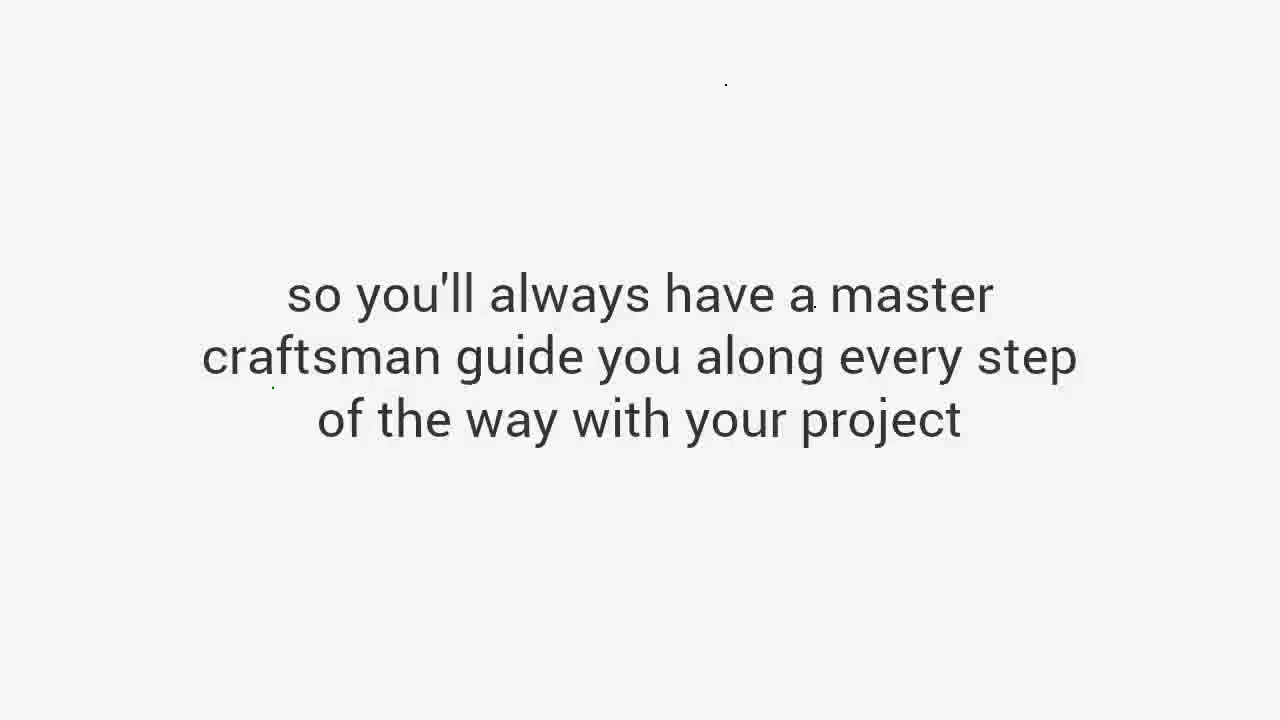 so you'll always have a master
craftsman guide you along every step
of the way with your project